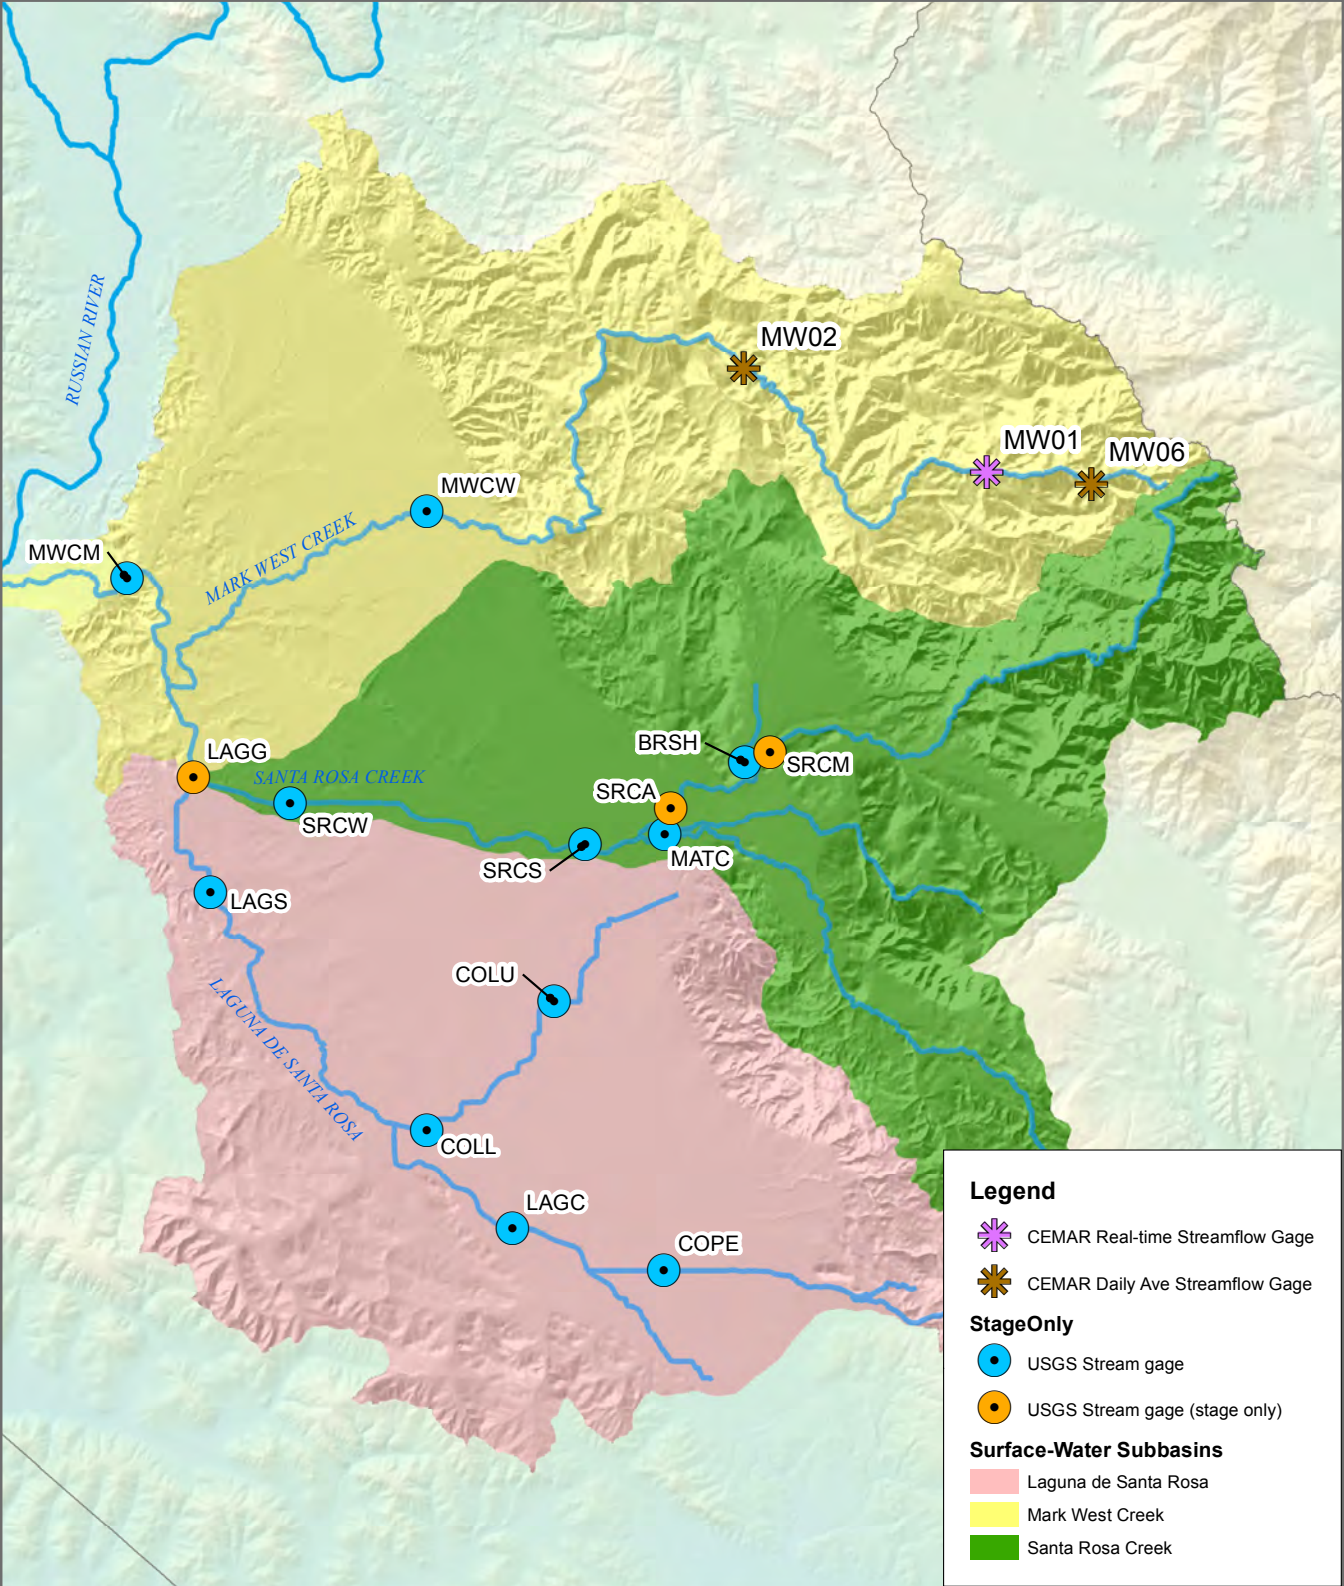 MW02
RUSSIAN RIVER
MW01
MW06
MWCW
MARK WEST CREEK
MWCM
BRSH
SRCM
LAGG
SANTA ROSA CREEK
SRCA
SRCW
MATC
SRCS
LAGS
COLU
LAGUNA DE SANTA ROSA
COLL
LAGC
COPE
Legend
CEMAR Real-time Streamflow Gage
CEMAR Daily Ave Streamflow Gage
StageOnly
USGS Stream gage
USGS Stream gage (stage only)
Surface-Water Subbasins
Laguna de Santa Rosa
Mark West Creek
Santa Rosa Creek